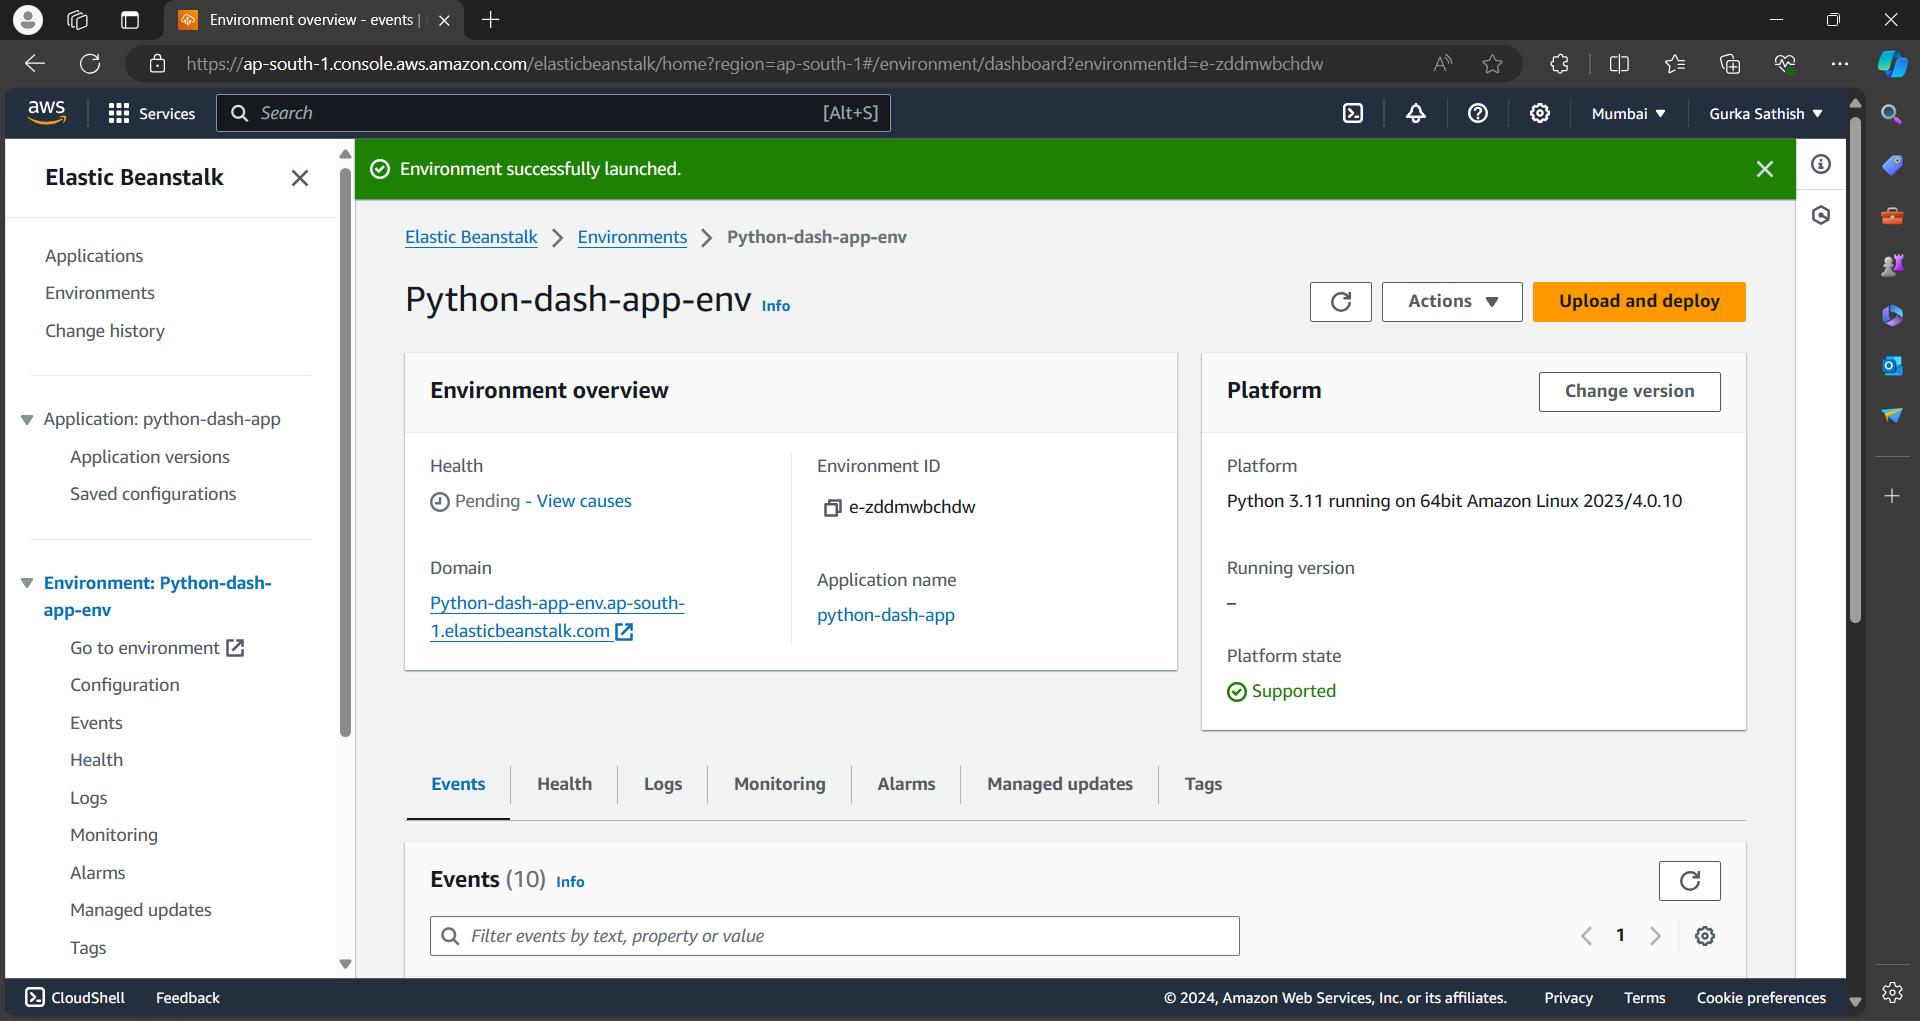 Environment overview - events |
https://ap-south-1.console.aws.amazon.com/elasticbeanstalk/home?region=ap-south-1#/environment/dashboard?environmentId=e-zddmwbchdw
aws
Services
Search
[Alt+S]
Mumbai
Gurka Sathish
Elastic Beanstalk
Applications
Environments
Change history
Application: python-dash-app
Application versions
Saved configurations
Environment: Python-dash-
app-env
Go to environment
Configuration
Events
Health
Logs
Monitoring
Alarms
Managed updates
Tags
Environment successfully launched.
Elastic Beanstalk
Environments
Python-dash-app-env
Python-dash-app-env Info
Actions
Upload and deploy
Environment overview
Health
Pending - View causes
Domain
Python-dash-app-env.ap-south-
1.elasticbeanstalk.com
Environment ID
e-zddmwbchdw
Application name
python-dash-app
Platform
Change version
Platform
Python 3.11 running on 64bit Amazon Linux 2023/4.0.10
Running version
–
Platform state
Supported
Events
Health
Logs
Monitoring
Alarms
Managed updates
Tags
Events (10) Info
Filter events by text, property or value
1
CloudShell
Feedback
© 2024, Amazon Web Services, Inc. or its affiliates.
Privacy
Terms
Cookie preferences